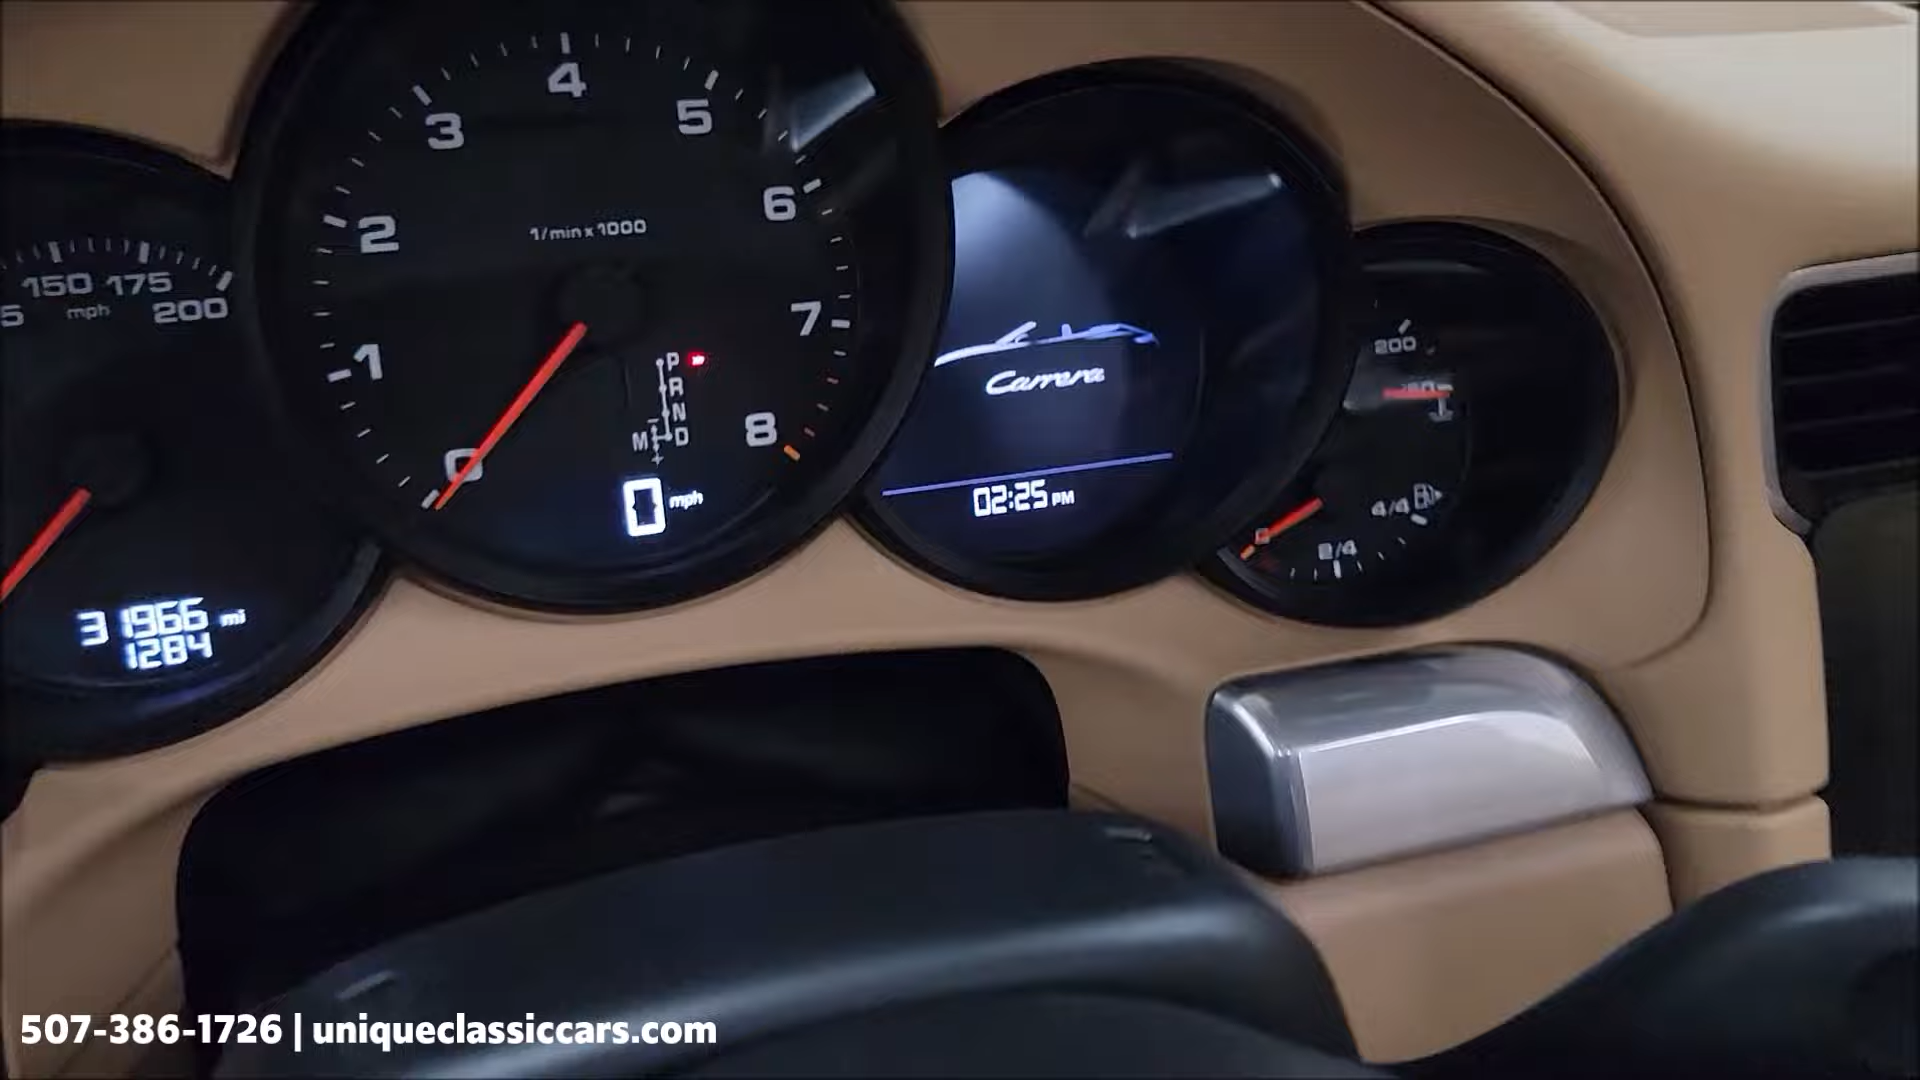 4
3
5
2
6
1/min x 1000
1
7
0
8
P
R
N
M D
- +
0 mph
150 175
200
mph
31966 mi
1284
Carrera
02:25 PM
200
4/4
2/4
0
507-386-1726 | uniqueclassiccars.com